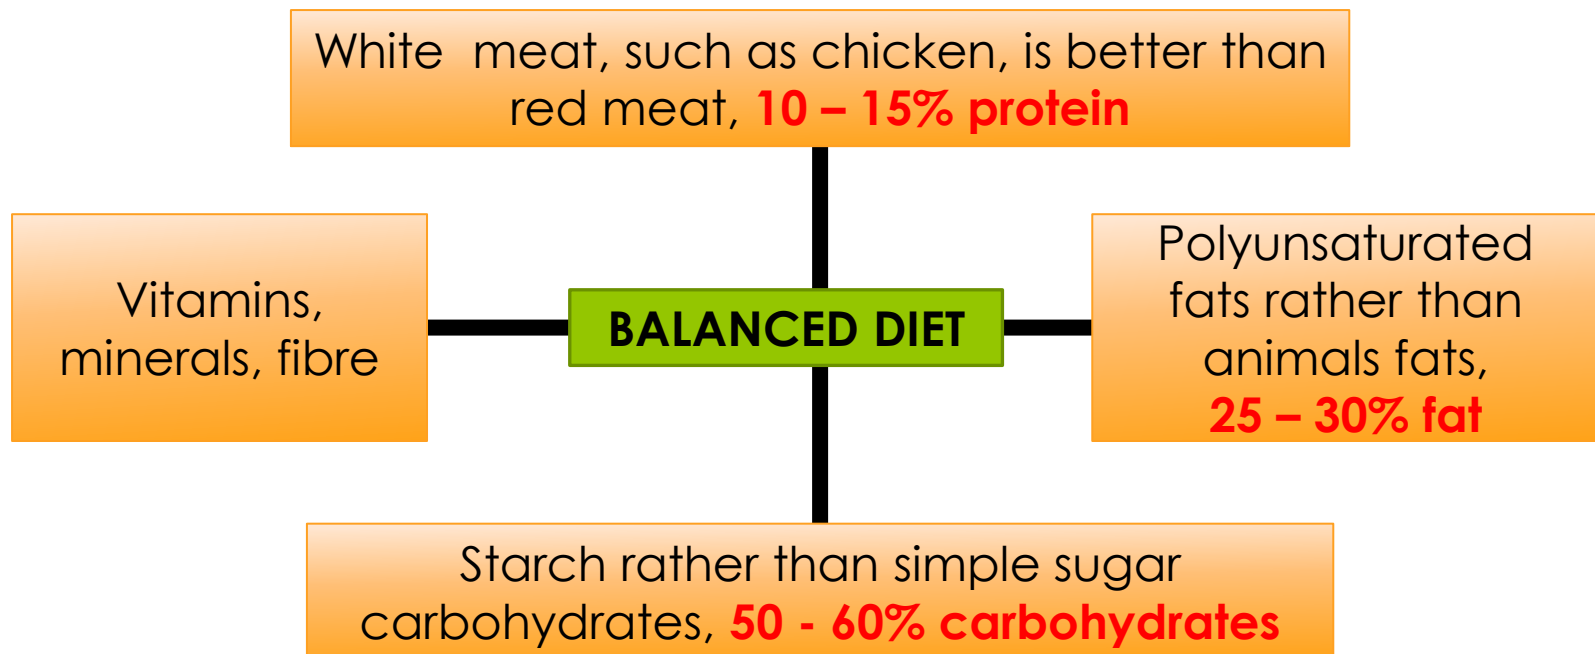 White  meat, such as chicken, is better than
red meat, 10 – 15% protein
Vitamins,
minerals, fibre
BALANCED DIET
Polyunsaturated
fats rather than
animals fats,
25 – 30% fat
Starch rather than simple sugar
carbohydrates, 50 - 60% carbohydrates